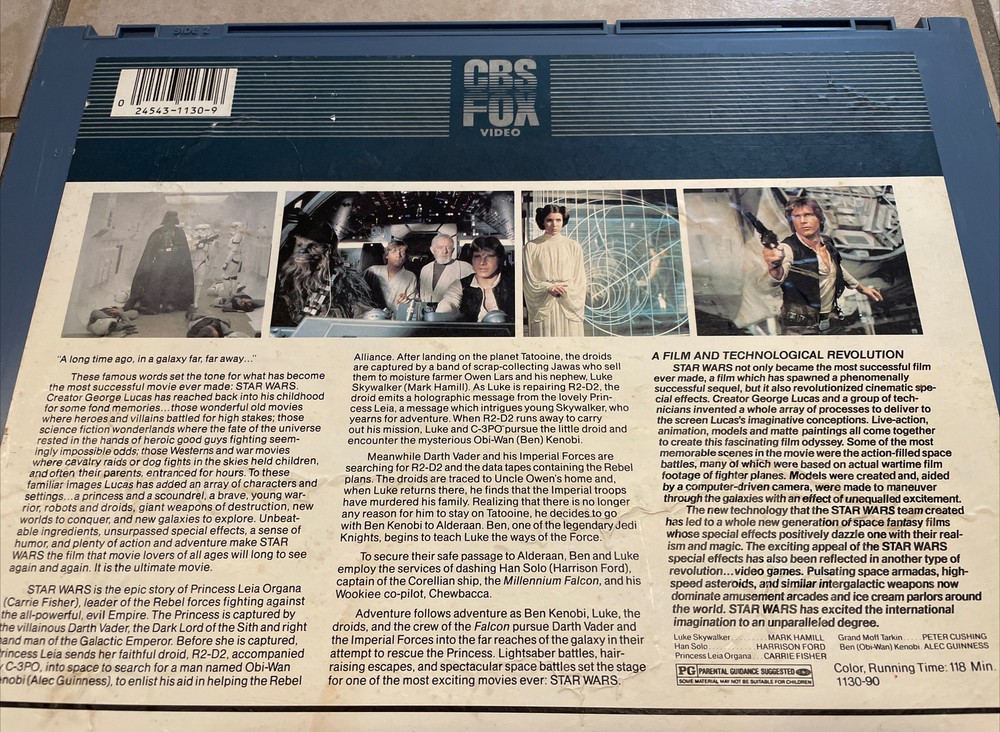 SIDE 2
0 24543-1130-9
CBS
FOX
VIDEO
"A long time ago, in a galaxy far, far away..."
These famous words set the tone for what has become
the most successful movie ever made: STAR WARS.
Creator George Lucas has reached back into his childhood
for some fond memories...those wonderful old movies
where heroes and villains battled for high stakes; those
science fiction wonderlands where the fate of the universe
rested in the hands of heroic good guys fighting seem-
ingly impossible odds; those Westerns and war movies
where cavalry raids or dog fights in the skies held children,
and often their parents, entranced for hours. To these
familiar images Lucas has added an array of characters and
settings...a princess and a scoundrel, a brave, young war-
rior, robots and droids, giant weapons of destruction, new
worlds to conquer, and new galaxies to explore. Unbeat-
able ingredients, unsurpassed special effects, a sense of
humor, and plenty of action and adventure make STAR
WARS the film that movie lovers of all ages will long to see
again and again. It is the ultimate movie.
STAR WARS is the epic story of Princess Leia Organa
(Carrie Fisher), leader of the Rebel forces fighting against
the all-powerful, evil Empire. The Princess is captured by
the villainous Darth Vader, the Dark Lord of the Sith and right
hand man of the Galactic Emperor. Before she is captured,
Princess Leia sends her faithful droid, R2-D2, accompanied
by C-3PO, into space to search for a man named Obi-Wan
Kenobi (Alec Guinness), to enlist his aid in helping the Rebel
Alliance. After landing on the planet Tatooine, the droids
are captured by a band of scrap-collecting Jawas who sell
them to moisture farmer Owen Lars and his nephew, Luke
Skywalker (Mark Hamill). As Luke is repairing R2-D2, the
droid emits a holographic message from the lovely Prin-
cess Leia, a message which intrigues young Skywalker, who
yearns for adventure. When R2-D2 runs away to carry
out his mission, Luke and C-3PO pursue the little droid and
encounter the mysterious Obi-Wan (Ben) Kenobi.
Meanwhile Darth Vader and his Imperial Forces are
searching for R2-D2 and the data tapes containing the Rebel
plans. The droids are traced to Uncle Owen's home and,
when Luke returns there, he finds that the Imperial troops
have murdered his family. Realizing that there is no longer
any reason for him to stay on Tatooine, he decides to go
with Ben Kenobi to Alderaan. Ben, one of the legendary Jedi
Knights, begins to teach Luke the ways of the Force.
To secure their safe passage to Alderaan, Ben and Luke
employ the services of dashing Han Solo (Harrison Ford),
captain of the Corellian ship, the Millennium Falcon, and his
Wookiee co-pilot, Chewbacca.
Adventure follows adventure as Ben Kenobi, Luke, the
droids, and the crew of the Falcon pursue Darth Vader and
the Imperial Forces into the far reaches of the galaxy in their
attempt to rescue the Princess. Lightsaber battles, hair-
raising escapes, and spectacular space battles set the stage
for one of the most exciting movies ever: STAR WARS.
A FILM AND TECHNOLOGICAL REVOLUTION
STAR WARS not only became the most successful film
ever made, a film which has spawned a phenomenally
successful sequel, but it also revolutionized cinematic spe-
cial effects. Creator George Lucas and a group of tech-
nicians invented a whole array of processes to deliver to
the screen Lucas's imaginative conceptions. Live-action,
animation, models and matte paintings all come together
to create this fascinating film odyssey. Some of the most
memorable scenes in the movie were the action-filled space
battles, many of which were based on actual wartime film
footage of fighter planes. Models were created and, aided
by a computer-driven camera, were made to maneuver
through the galaxies with an effect of unequalled excitement.
The new technology that the STAR WARS team created
has led to a whole new generation of space fantasy films
whose special effects positively dazzle one with their real-
ism and magic. The exciting appeal of the STAR WARS
special effects has also been reflected in another type of
revolution...video games. Pulsating space armadas, high-
speed asteroids, and similar intergalactic weapons now
dominate amusement arcades and ice cream parlors around
the world. STAR WARS has excited the international
imagination to an unparalleled degree.
Luke Skywalker ........ MARK HAMILL
Han Solo ........ HARRISON FORD
Princess Leia Organa .... CARRIE FISHER
Grand Moff Tarkin ..... PETER CUSHING
Ben (Obi-Wan) Kenobi . ALEC GUINNESS
PG PARENTAL GUIDANCE SUGGESTED
SOME MATERIAL MAY NOT BE SUITABLE FOR CHILDREN
Color, Running Time: 118 Min.
1130-90